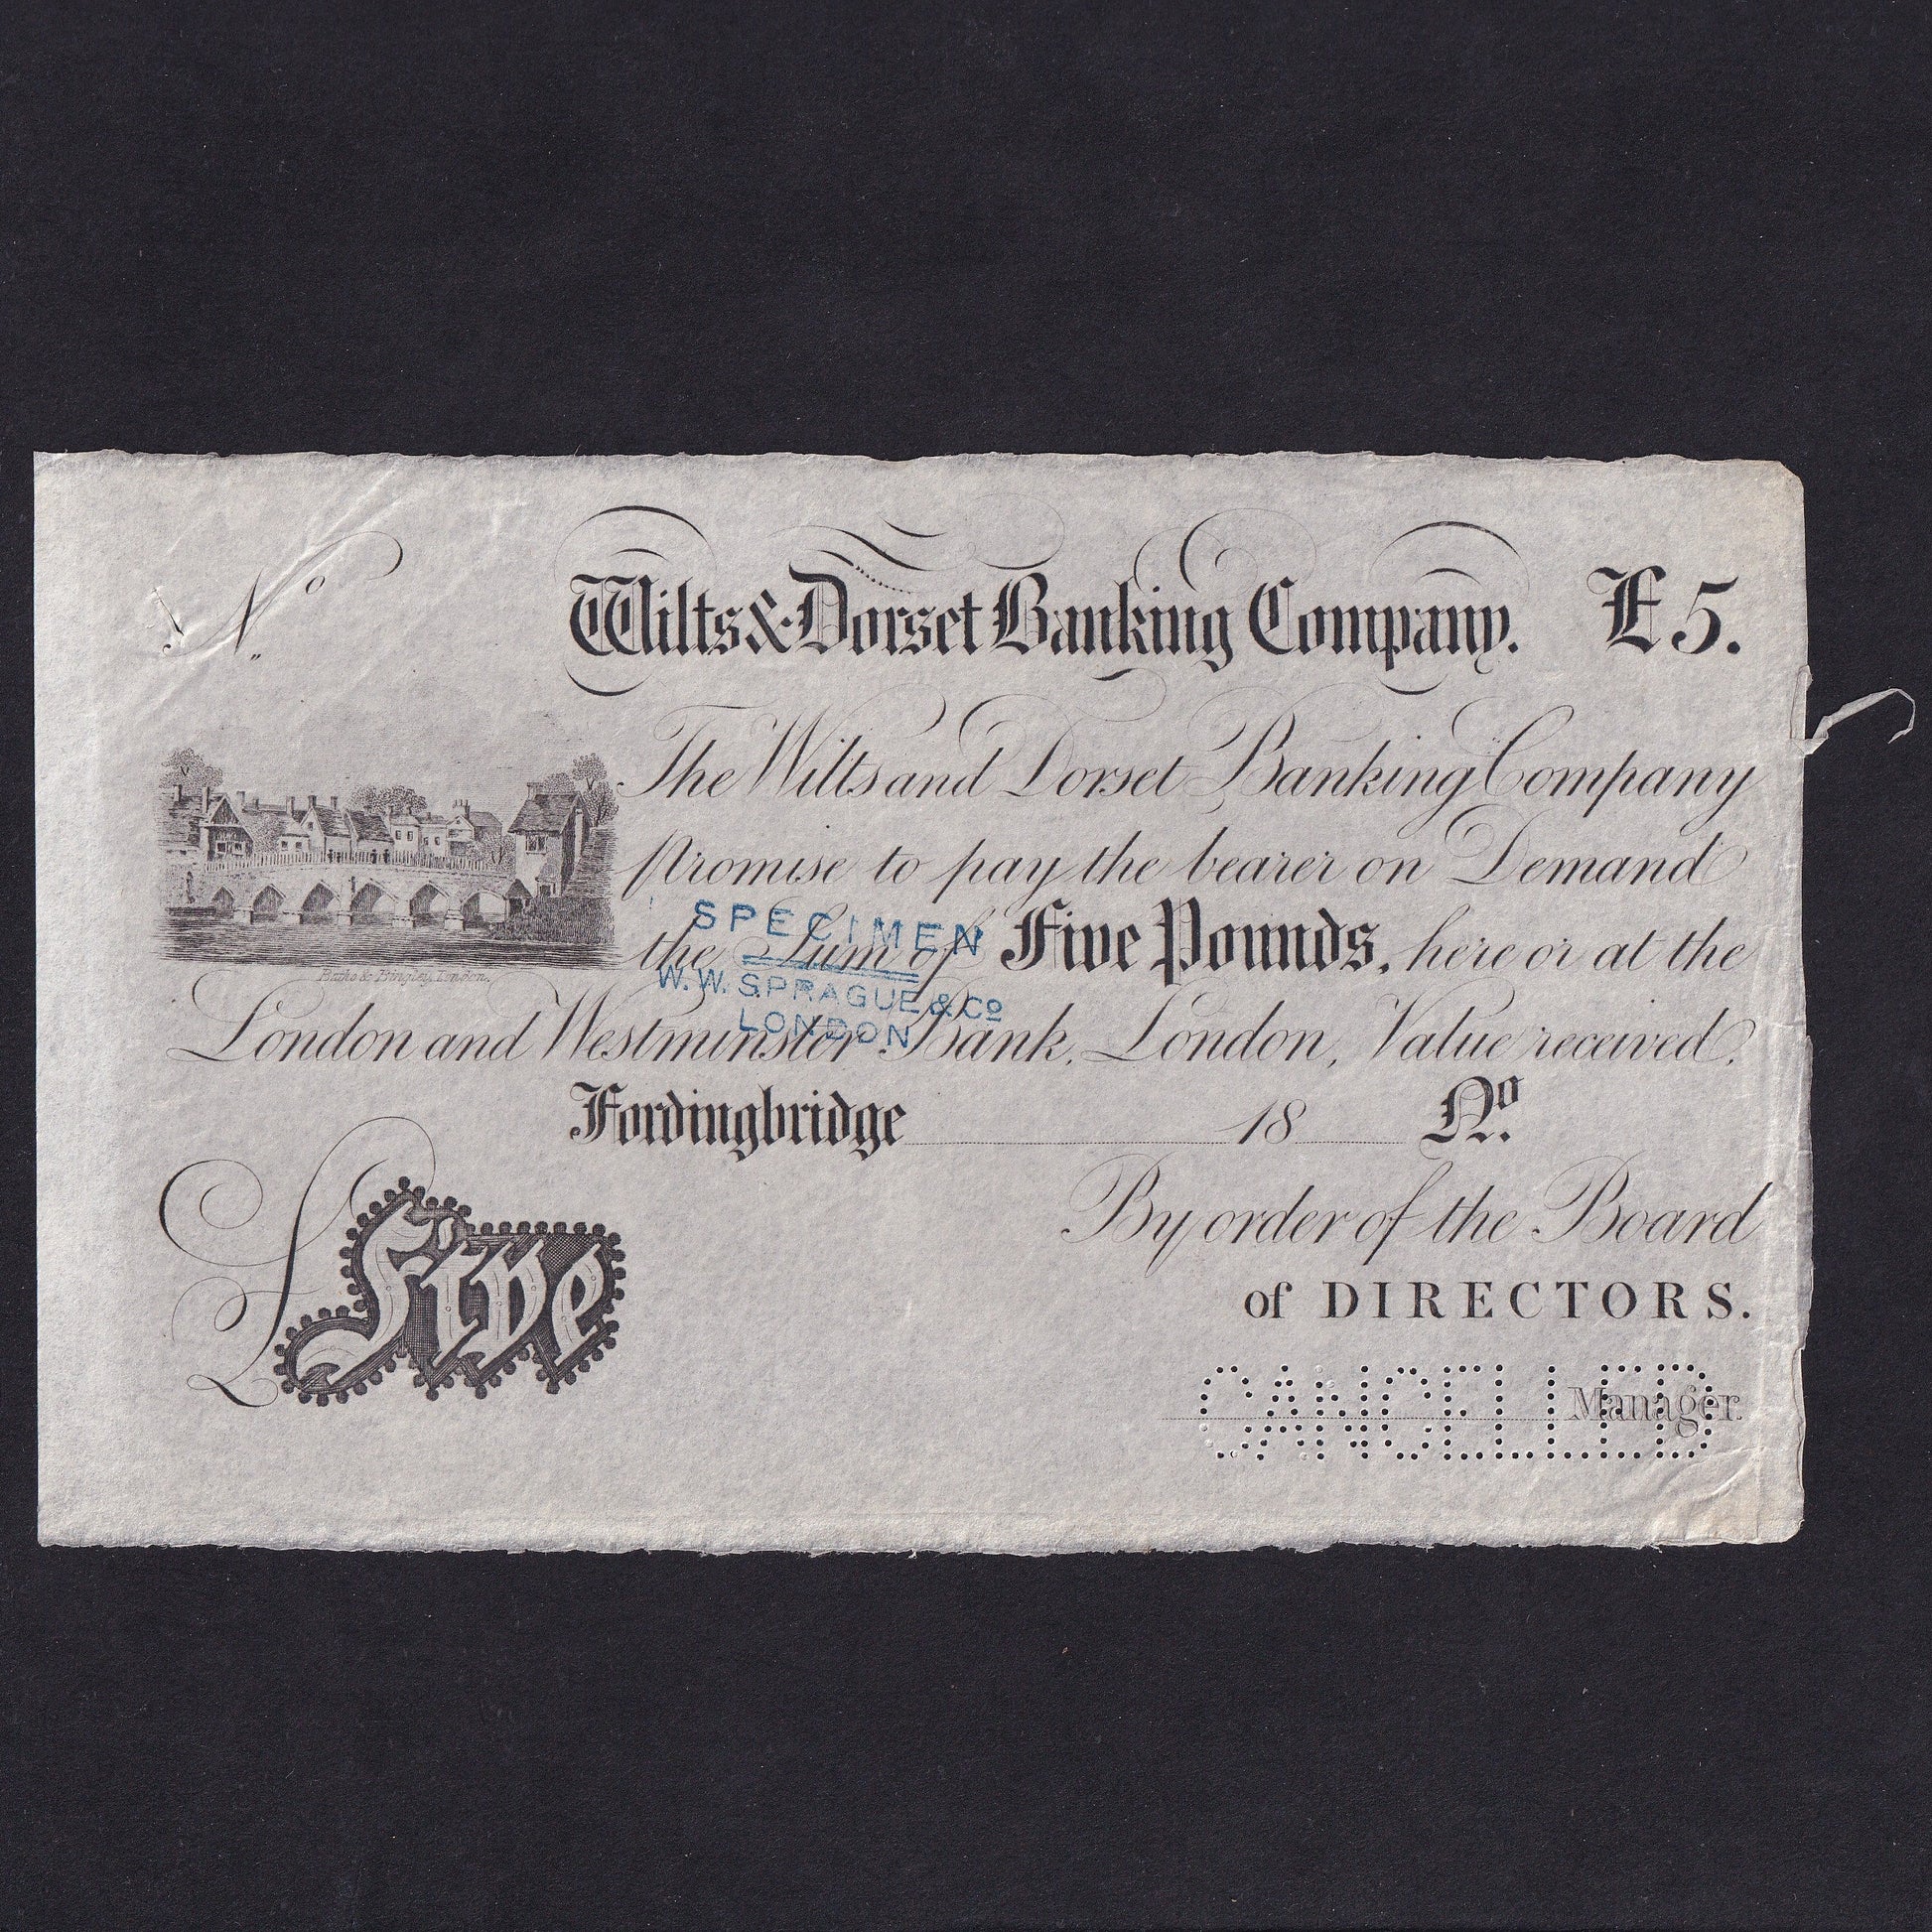 No
Wilts & Dorset Banking Company. £5.
The Wilts and Dorset Banking Company
promise to pay the bearer on Demand
the Sum of Five Pounds, here or at the
London and Westminster Bank, London, Value received.
SPECIMEN
W.W. SPRAGUE & Co
LONDON
Bingley, London.
Fordingbridge 18 No.
By order of the Board
of DIRECTORS.
£ Five
CANCELLED
Manager.